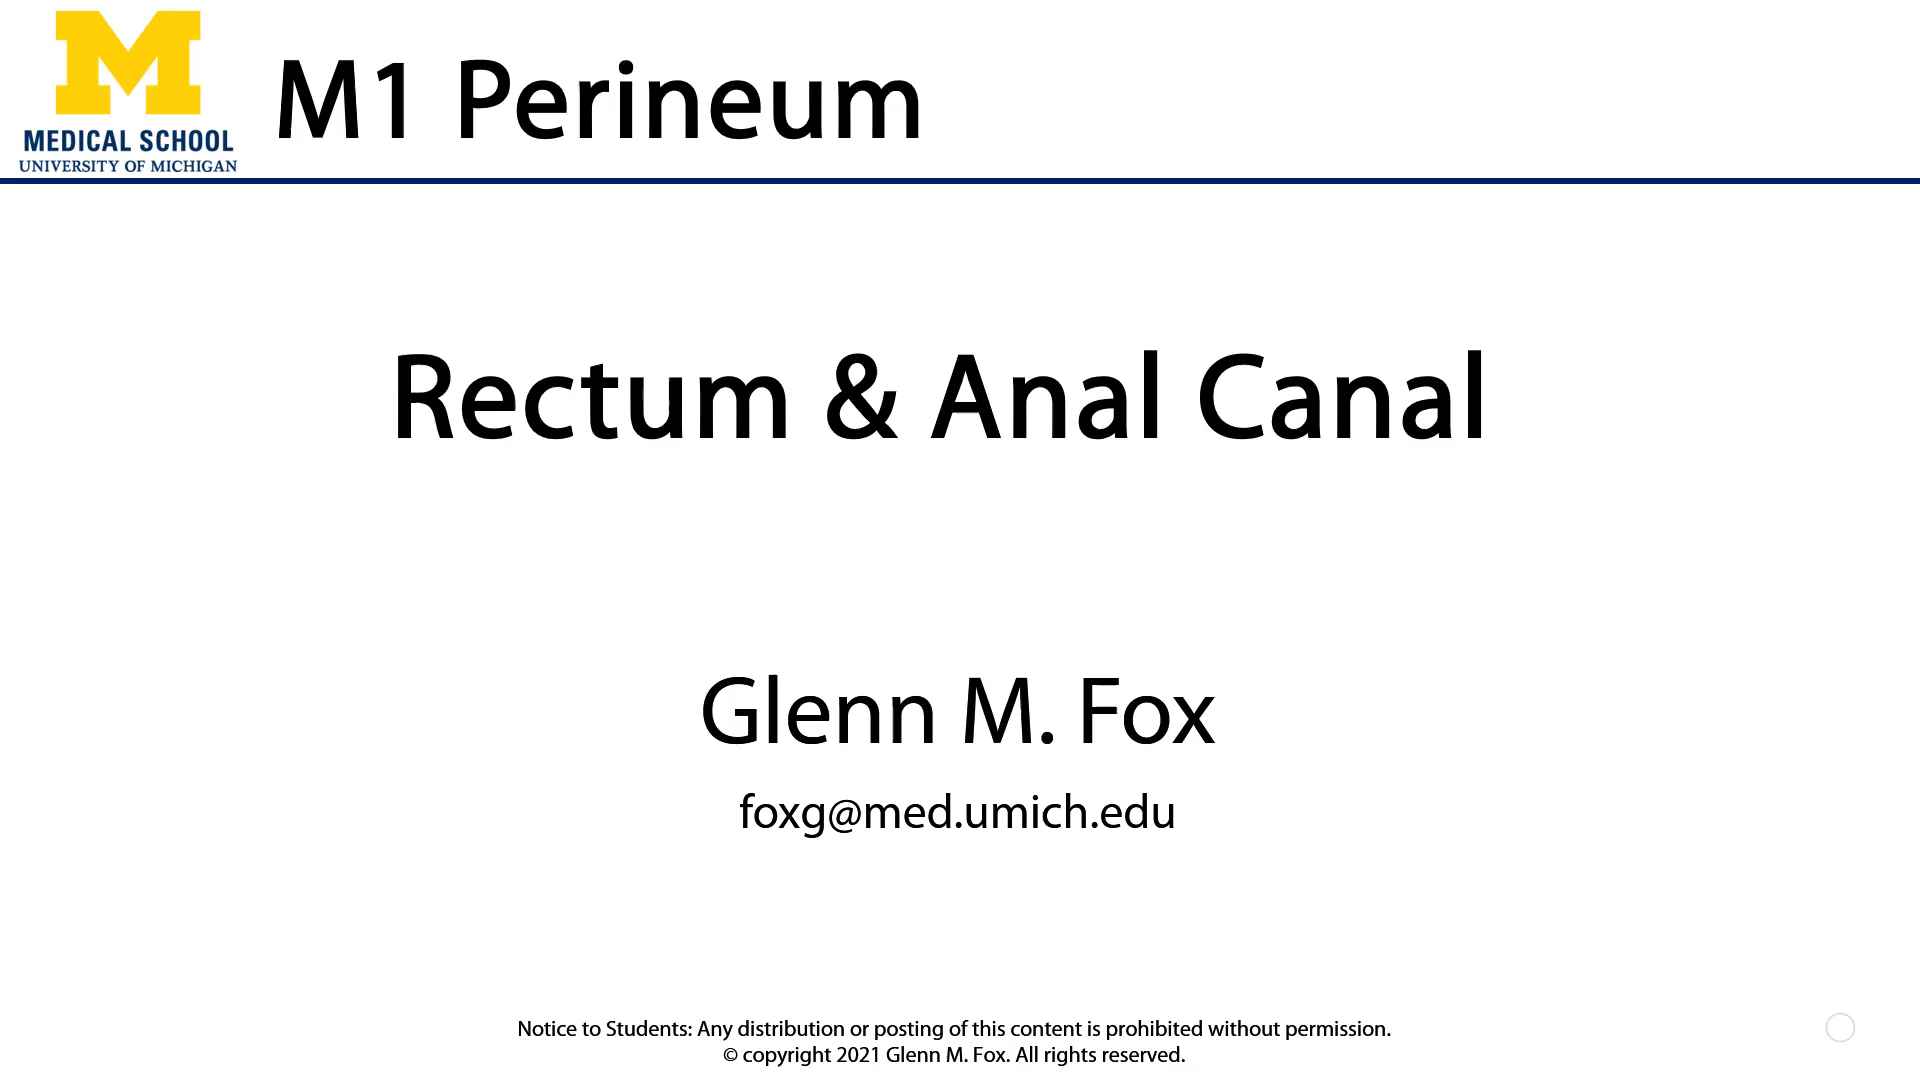 M
MEDICAL SCHOOL
UNIVERSITY OF MICHIGAN
M1 Perineum
Rectum & Anal Canal
Glenn M. Fox
foxg@med.umich.edu
Notice to Students: Any distribution or posting of this content is prohibited without permission.
© copyright 2021 Glenn M. Fox. All rights reserved.